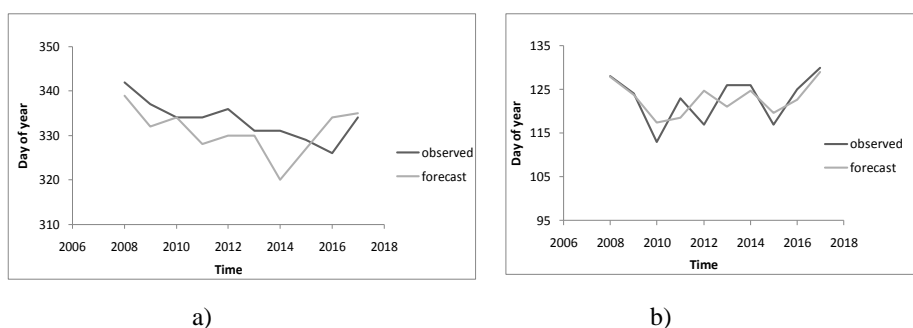 350
340
330
320
310
Day of year
2006 2008 2010 2012 2014 2016 2018
Time
observed
forecast
a)
135
125
115
105
95
Day of year
2006 2008 2010 2012 2014 2016 2018
Time
observed
forecast
b)